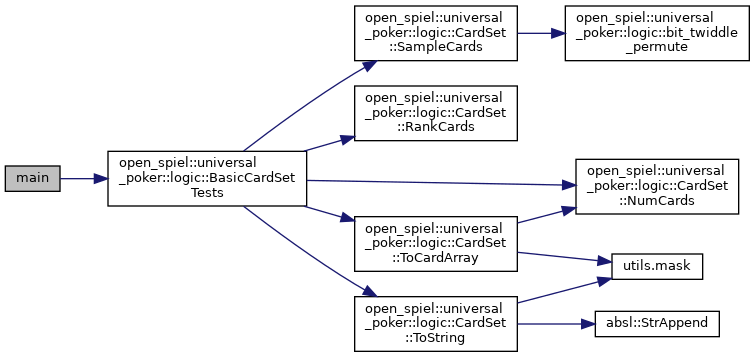 main
open_spiel::universal
_poker::logic::BasicCardSet
Tests
open_spiel::universal
_poker::logic::CardSet
::SampleCards
open_spiel::universal
_poker::logic::bit_twiddle
_permute
open_spiel::universal
_poker::logic::CardSet
::RankCards
open_spiel::universal
_poker::logic::CardSet
::NumCards
open_spiel::universal
_poker::logic::CardSet
::ToCardArray
utils.mask
open_spiel::universal
_poker::logic::CardSet
::ToString
absl::StrAppend